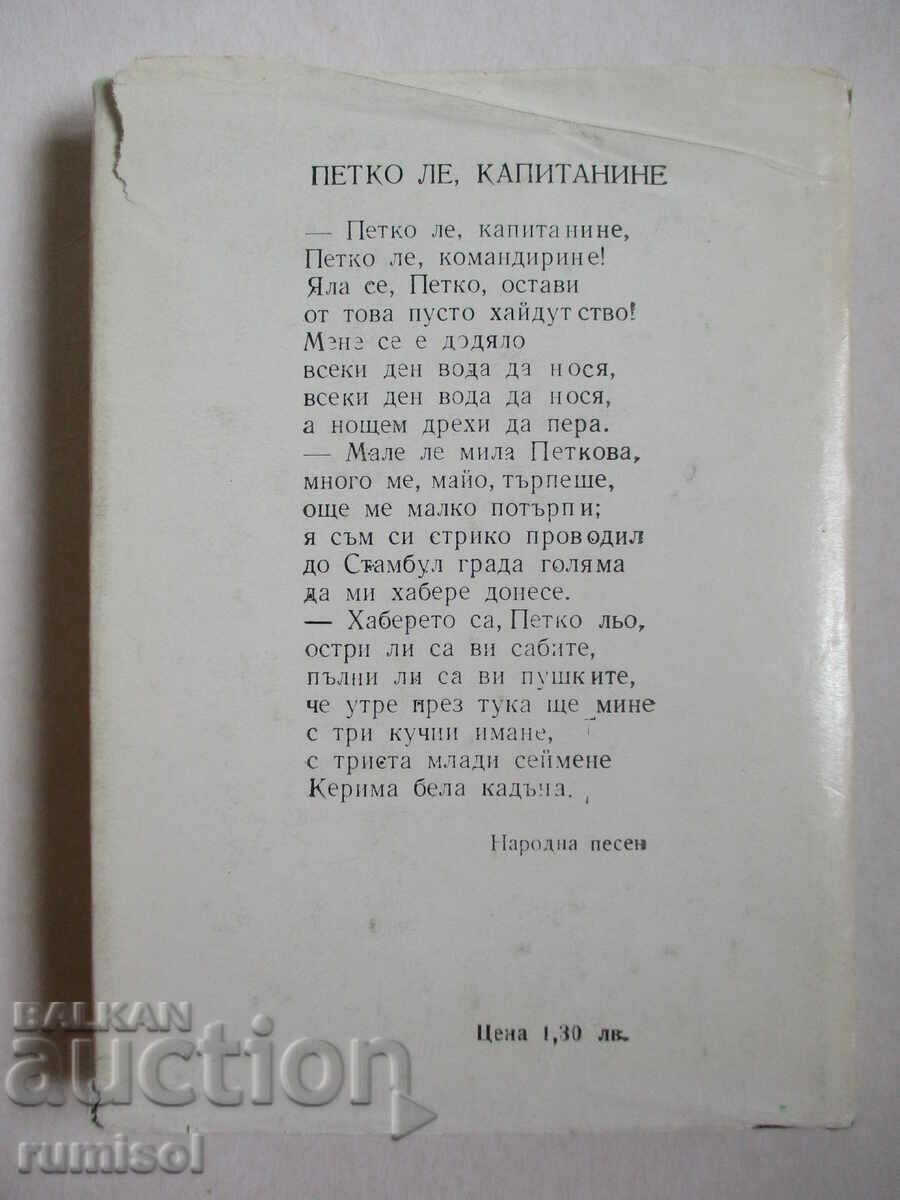 ПЕТКО ЛЕ, КАПИТАНИНЕ
— Петко ле, капитанине,
Петко ле, командирине!
Яла се, Петко, остави
от това пусто хайдутство!
Мене се е додяло
всеки ден вода да нося,
всеки ден вода да нося,
а нощем дрехи да пера.
— Мале ле мила Петкова,
много ме, майо, търпеше,
още ме малко потърпи;
я съм си стрико проводил
до Стамбул града голяма
да ми хабере донесе.
— Хаберето са, Петко льо,
остри ли са ви сабите,
пълни ли са ви пушките,
че утре през тука ще мине
с три кучии имане,
с триста млади сеймене
Керима бела кадъна.
Народна песен
Цена 1,30 лв.
BALKAN
auction
rumisol